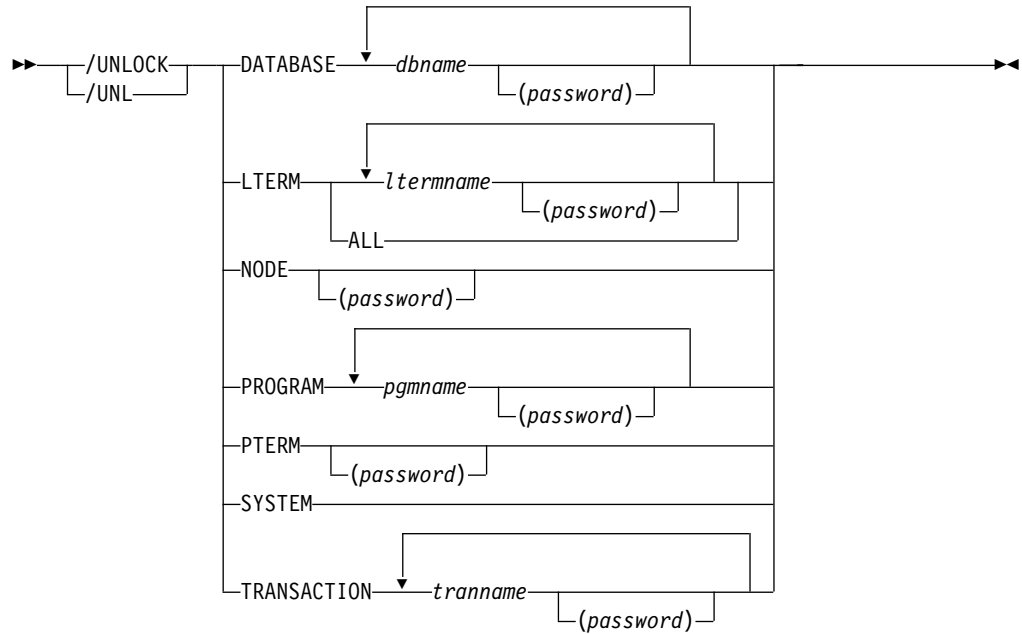 /UNLOCK DATABASE dbname
/UNL (password)
LTERM ltermname
(password)
ALL
NODE
(password)
PROGRAM pgmname
(password)
PTERM
(password)
SYSTEM
TRANSACTION tranname
(password)